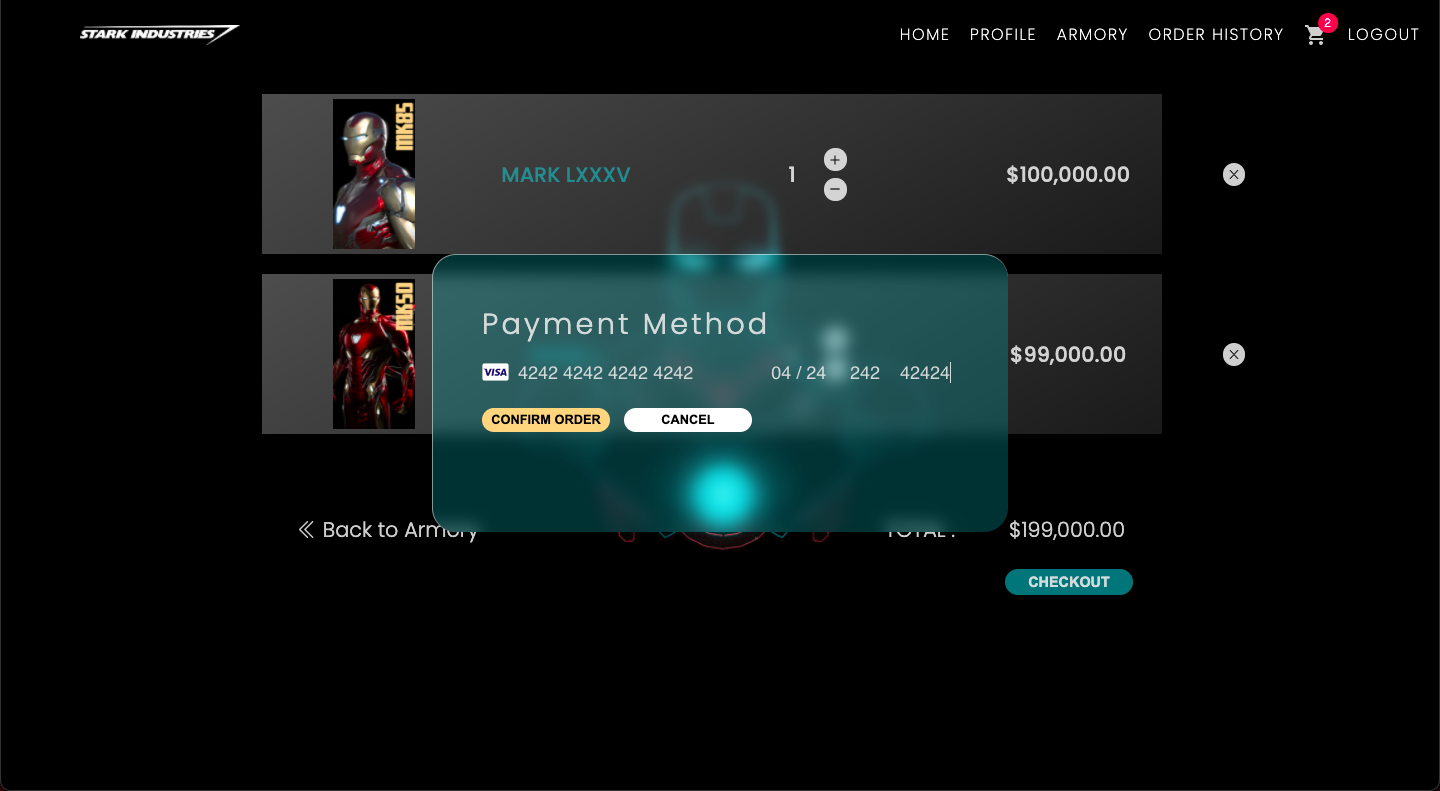 STARK INDUSTRIES
HOME PROFILE ARMORY ORDER HISTORY 2 LOGOUT
MK85
MARK LXXXV 1 + − $100,000.00
MK50
$99,000.00
Payment Method
VISA 4242 4242 4242 4242 04 / 24 242 42424
CONFIRM ORDER CANCEL
Back to Armory TOTAL : $199,000.00
CHECKOUT